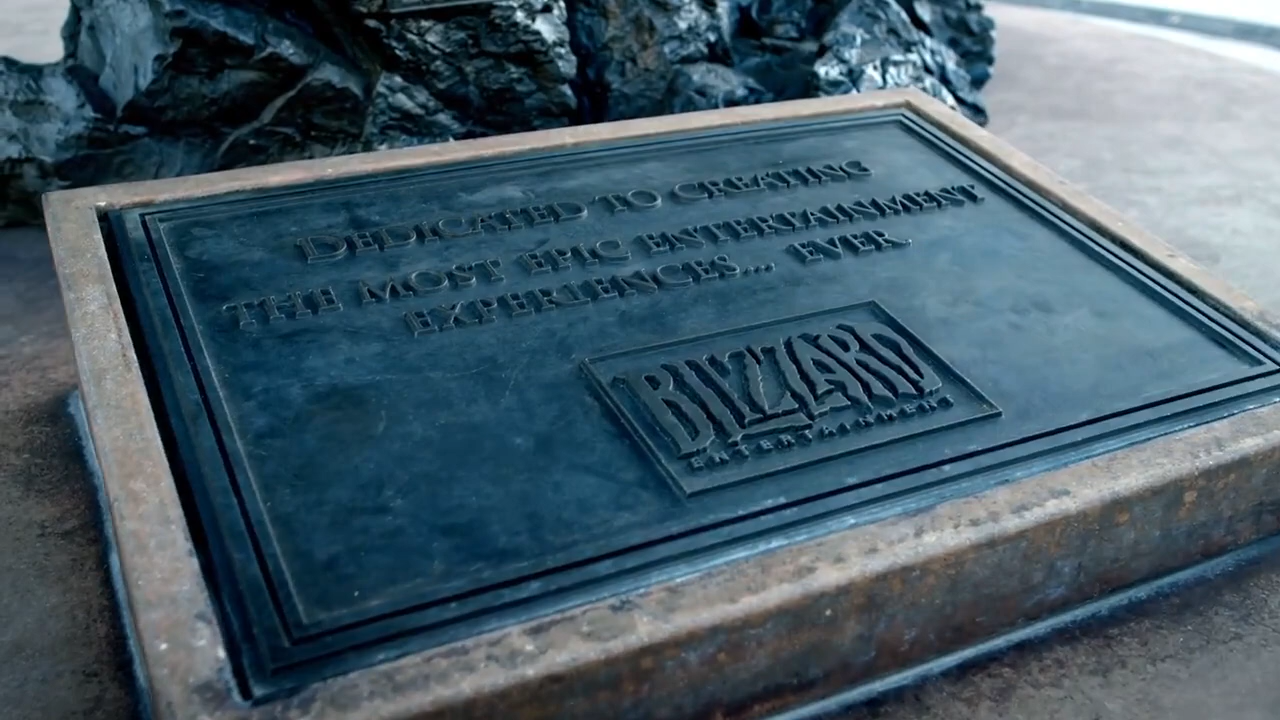 DEDICATED TO CREATING
THE MOST EPIC ENTERTAINMENT
EXPERIENCES... EVER
BLIZZARD
ENTERTAINMENT